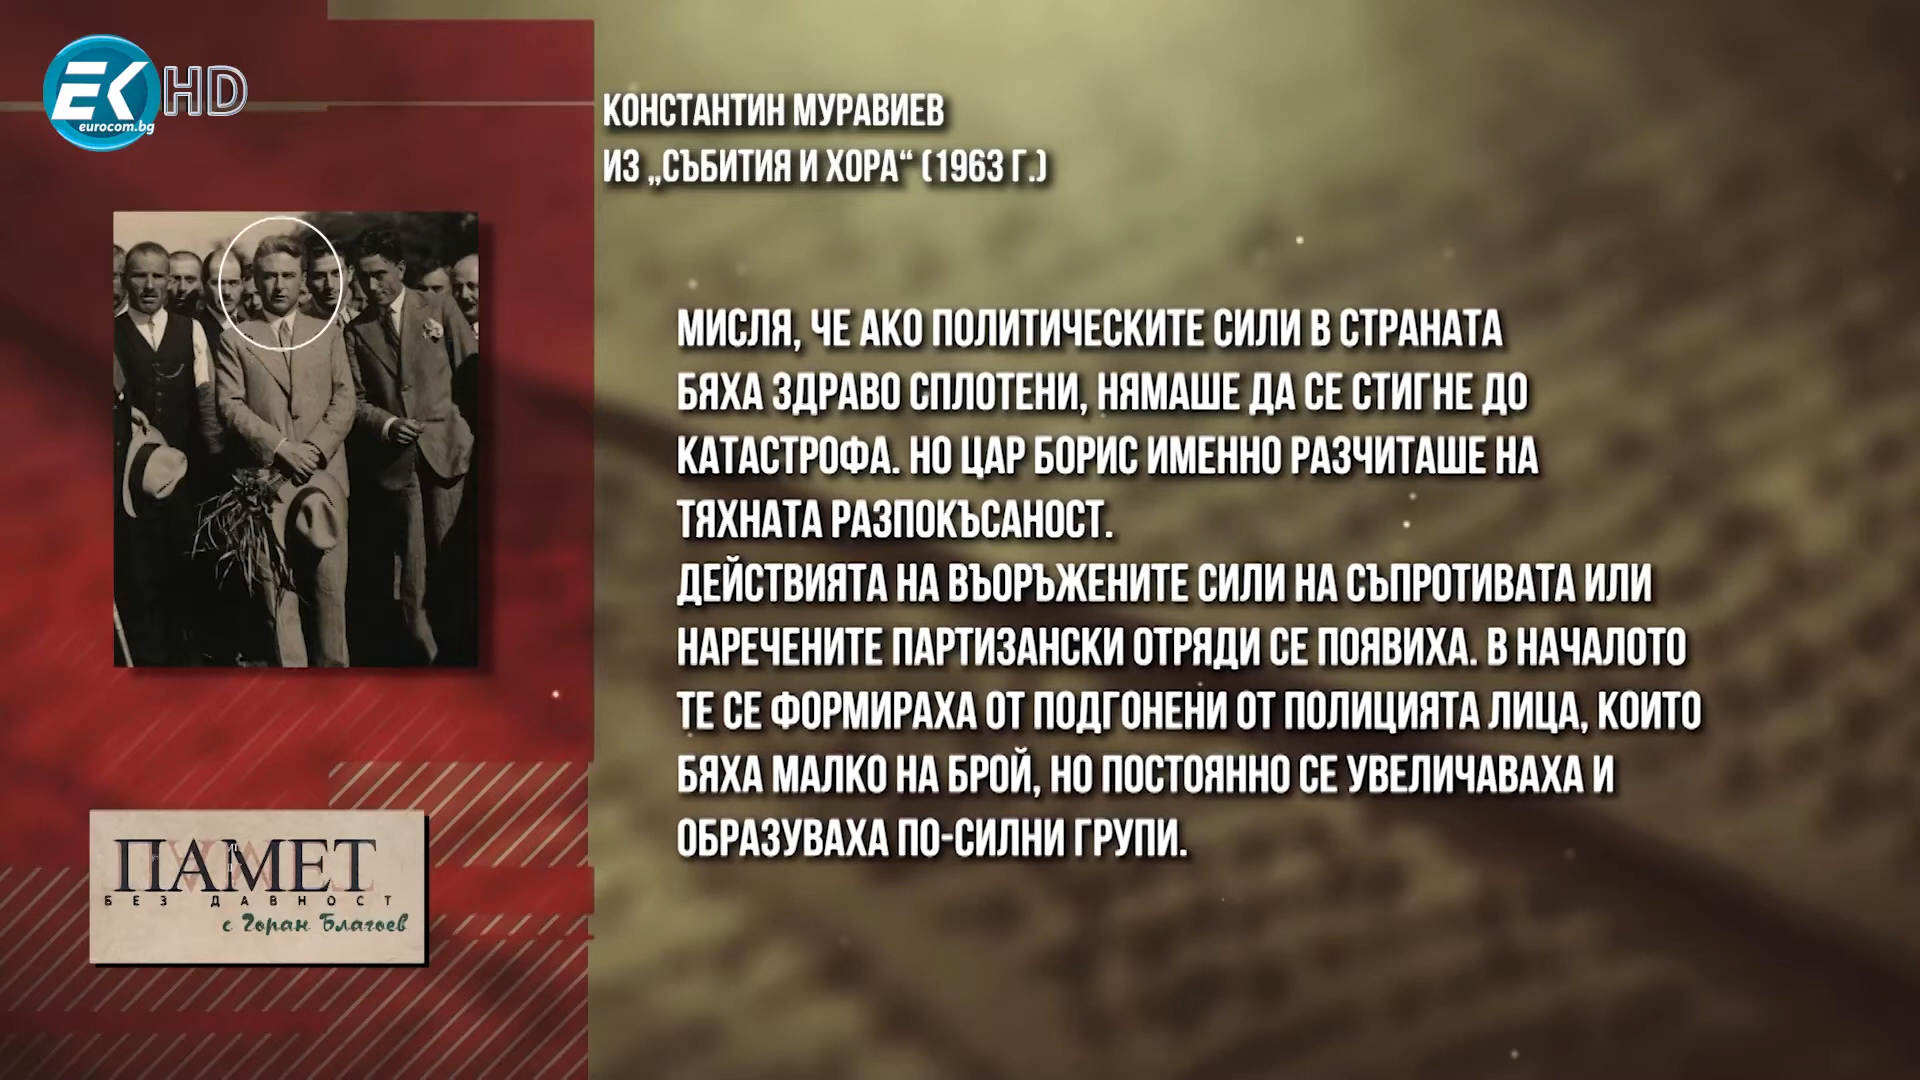 EK HD
eurocom.bg
КОНСТАНТИН МУРАВИЕВ
ИЗ „СЪБИТИЯ И ХОРА“ (1963 Г.)
МИСЛЯ, ЧЕ АКО ПОЛИТИЧЕСКИТЕ СИЛИ В СТРАНАТА
БЯХА ЗДРАВО СПЛОТЕНИ, НЯМАШЕ ДА СЕ СТИГНЕ ДО
КАТАСТРОФА. НО ЦАР БОРИС ИМЕННО РАЗЧИТАШЕ НА
ТЯХНАТА РАЗПОКЪСАНОСТ.
ДЕЙСТВИЯТА НА ВЪОРЪЖЕНИТЕ СИЛИ НА СЪПРОТИВАТА ИЛИ
НАРЕЧЕНИТЕ ПАРТИЗАНСКИ ОТРЯДИ СЕ ПОЯВИХА. В НАЧАЛОТО
ТЕ СЕ ФОРМИРАХА ОТ ПОДГОНЕНИ ОТ ПОЛИЦИЯТА ЛИЦА, КОИТО
БЯХА МАЛКО НА БРОЙ, НО ПОСТОЯННО СЕ УВЕЛИЧАВАХА И
ОБРАЗУВАХА ПО-СИЛНИ ГРУПИ.
ПАМЕТ
БЕЗ ДАВНОСТ
с Горан Благоев